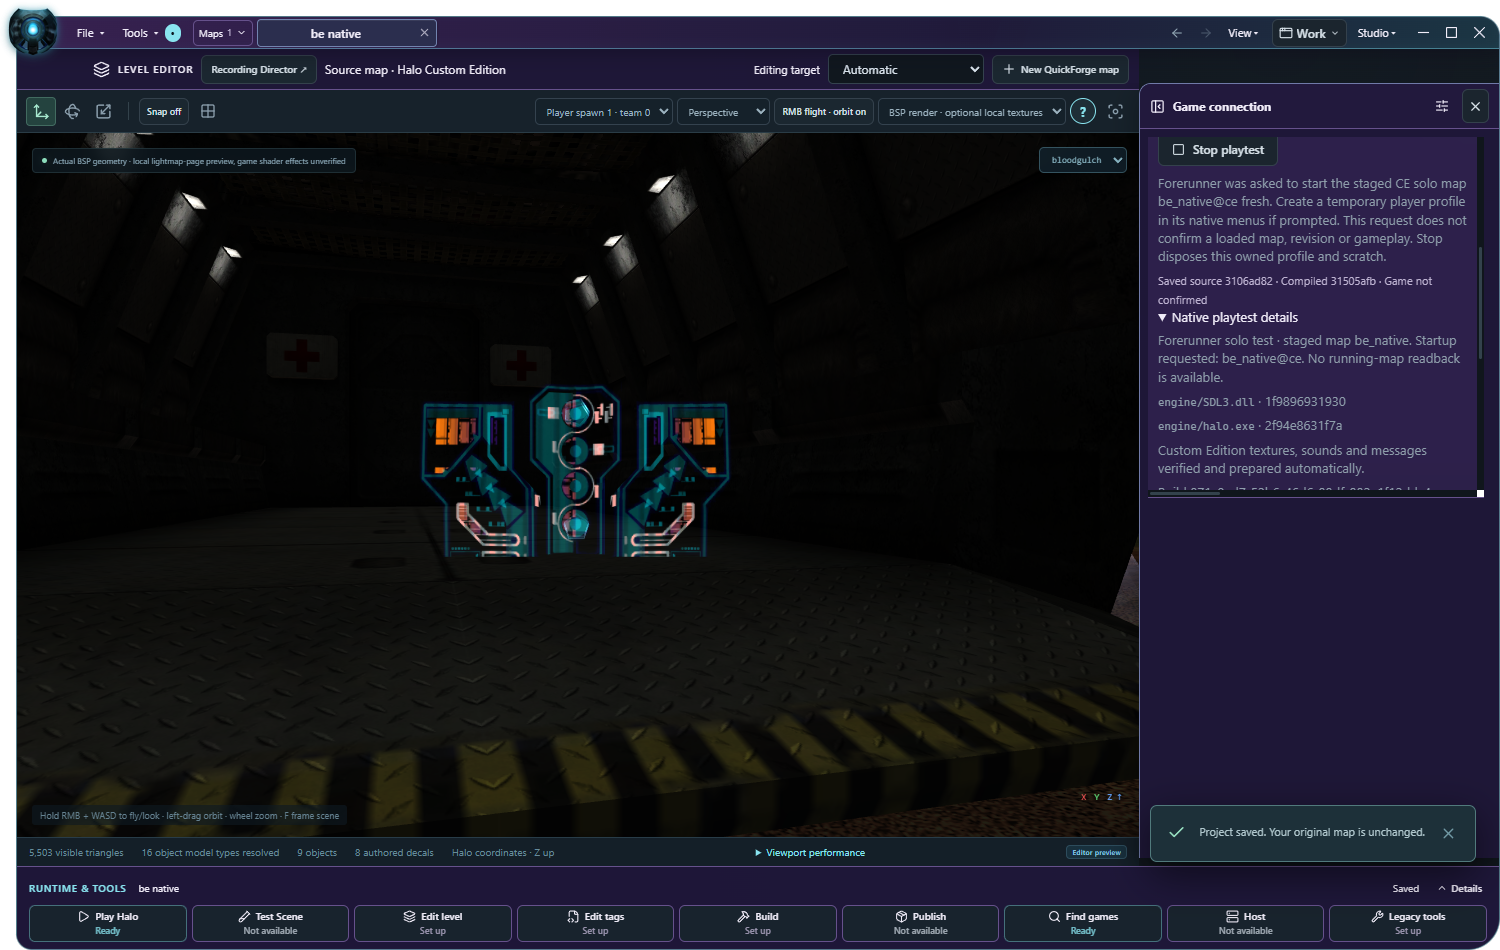 File
Tools
Maps 1
be native
View
Work
Studio
LEVEL EDITOR
Recording Director ↗
Source map · Halo Custom Edition
Editing target
Automatic
New QuickForge map
Snap off
Player spawn 1 · team 0
Perspective
RMB flight · orbit on
BSP render · optional local textures
?
Game connection
Actual BSP geometry · local lightmap-page preview, game shader effects unverified
bloodgulch
Stop playtest
Forerunner was asked to start the staged CE solo map
be_native@ce fresh. Create a temporary player profile
in its native menus if prompted. This request does not
confirm a loaded map, revision or gameplay. Stop
disposes this owned profile and scratch.
Saved source 3106ad82 · Compiled 31505afb · Game not
confirmed
Native playtest details
Forerunner solo test · staged map be_native. Startup
requested: be_native@ce. No running-map readback
is available.
engine/SDL3.dll · 1f9896931930
engine/halo.exe · 2f94e8631f7a
Custom Edition textures, sounds and messages
verified and prepared automatically.
X Y Z ↑
Hold RMB + WASD to fly/look · left-drag orbit · wheel zoom · F frame scene
Project saved. Your original map is unchanged.
5,503 visible triangles
16 object model types resolved
9 objects
8 authored decals
Halo coordinates · Z up
Viewport performance
Editor preview
RUNTIME & TOOLS
be native
Saved
Details
Play Halo
Ready
Test Scene
Not available
Edit level
Set up
Edit tags
Set up
Build
Set up
Publish
Not available
Find games
Ready
Host
Not available
Legacy tools
Set up